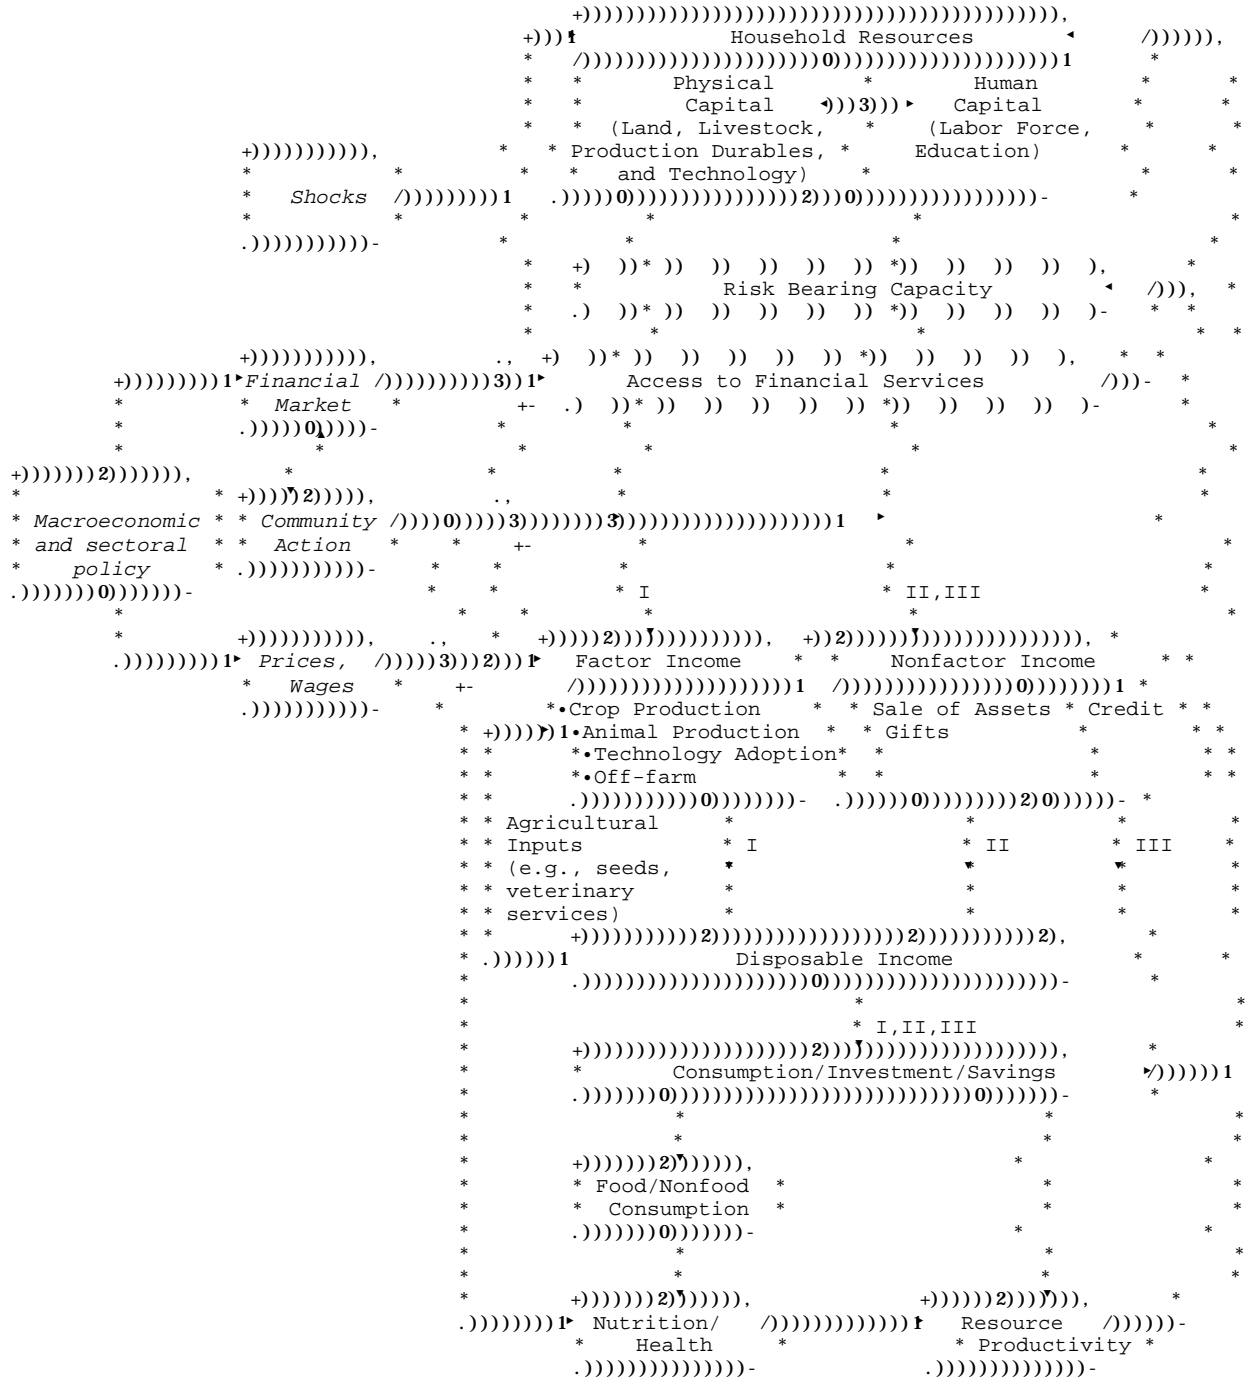 Household Resources
Physical Human
Capital Capital
(Land, Livestock, (Labor Force,
Production Durables, Education)
and Technology)
Shocks
Risk Bearing Capacity
Financial Access to Financial Services
Market
Macroeconomic Community
and sectoral Action
policy
I II,III
Prices, Factor Income Nonfactor Income
Wages
•Crop Production Sale of Assets Credit
•Animal Production Gifts
•Technology Adoption
•Off-farm
Agricultural
Inputs I II III
(e.g., seeds,
veterinary
services)
Disposable Income
I,II,III
Consumption/Investment/Savings
Food/Nonfood
Consumption
Nutrition/ Resource
Health Productivity